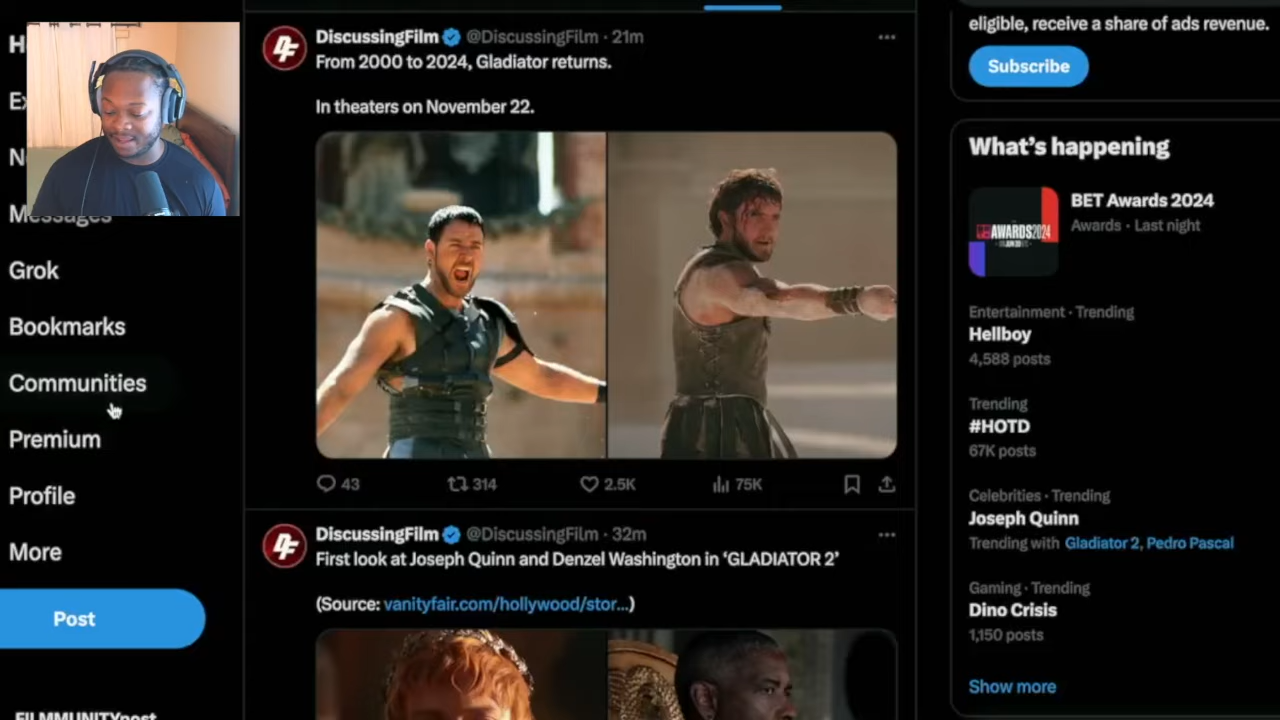 H
Ex
N
Messages
Grok
Bookmarks
Communities
Premium
Profile
More
Post
FILMMUNITYpost
DiscussingFilm @DiscussingFilm · 21m
From 2000 to 2024, Gladiator returns.
In theaters on November 22.
43 314 2.5K 75K
DiscussingFilm @DiscussingFilm · 32m
First look at Joseph Quinn and Denzel Washington in ‘GLADIATOR 2’
(Source: vanityfair.com/hollywood/stor...)
eligible, receive a share of ads revenue.
Subscribe
What’s happening
AWARDS2024
BET Awards 2024
Awards · Last night
Entertainment · Trending
Hellboy
4,588 posts
Trending
#HOTD
67K posts
Celebrities · Trending
Joseph Quinn
Trending with Gladiator 2, Pedro Pascal
Gaming · Trending
Dino Crisis
1,150 posts
Show more